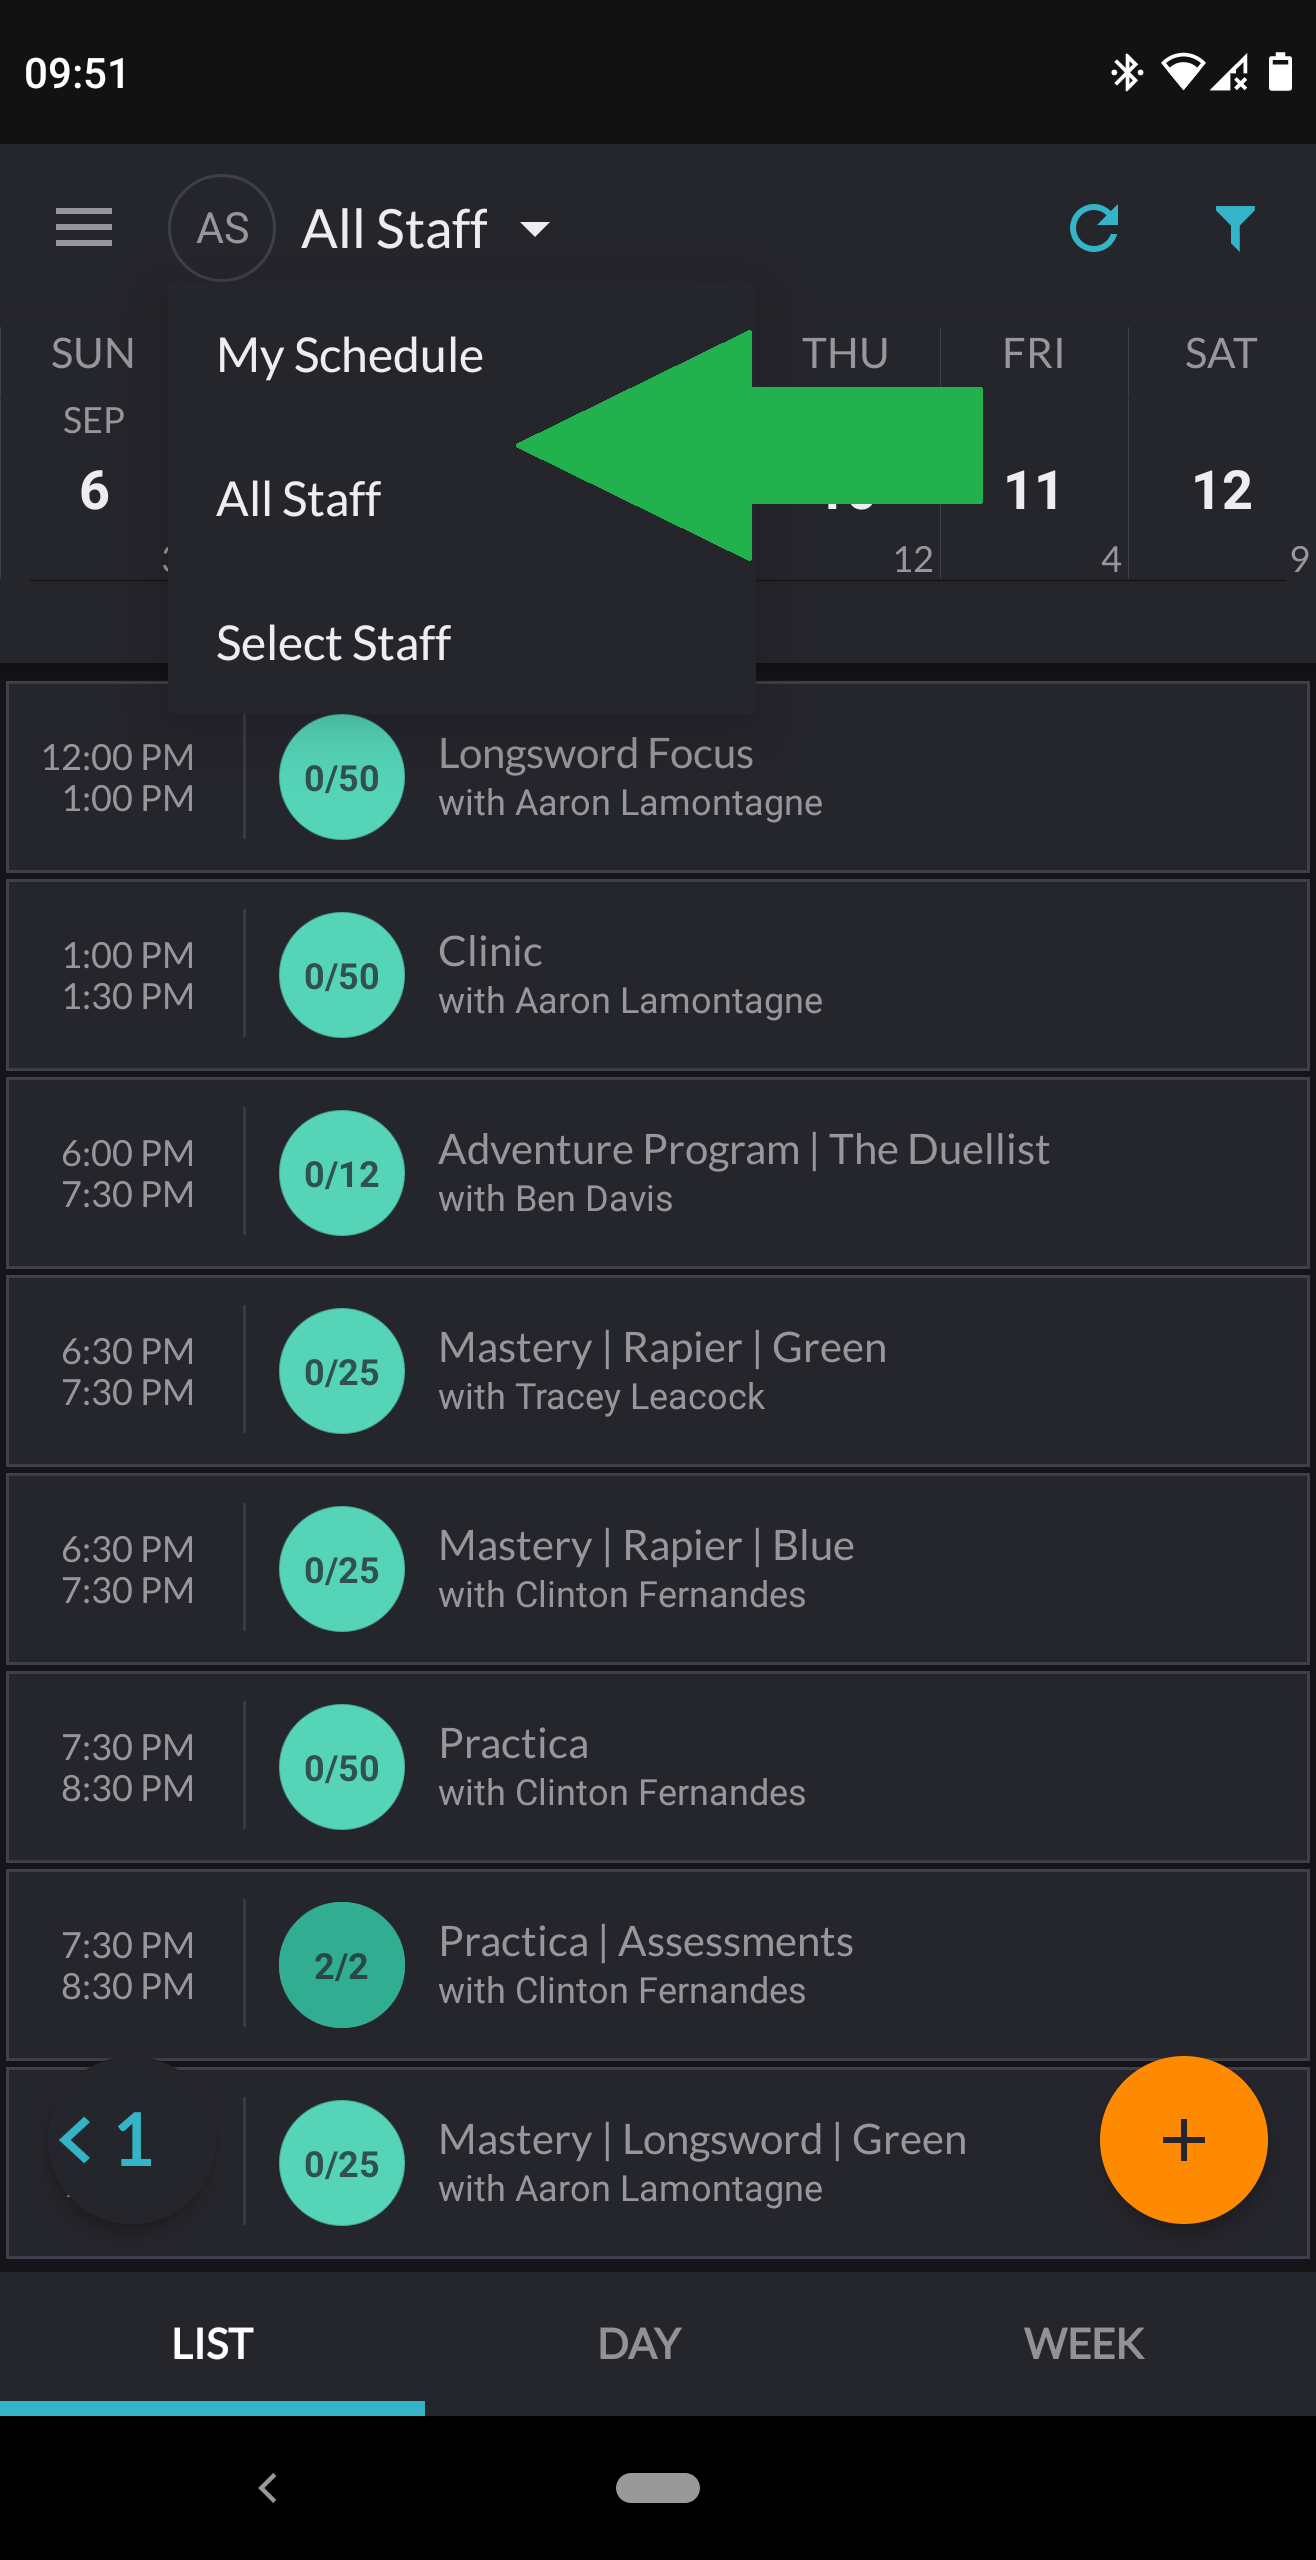 09:51
AS All Staff
My Schedule
All Staff
Select Staff
SUN THU FRI SAT
SEP
6 11 12
12 4 9
12:00 PM
1:00 PM
0/50
Longsword Focus
with Aaron Lamontagne
1:00 PM
1:30 PM
0/50
Clinic
with Aaron Lamontagne
6:00 PM
7:30 PM
0/12
Adventure Program | The Duellist
with Ben Davis
6:30 PM
7:30 PM
0/25
Mastery | Rapier | Green
with Tracey Leacock
6:30 PM
7:30 PM
0/25
Mastery | Rapier | Blue
with Clinton Fernandes
7:30 PM
8:30 PM
0/50
Practica
with Clinton Fernandes
7:30 PM
8:30 PM
2/2
Practica | Assessments
with Clinton Fernandes
< 1
0/25
Mastery | Longsword | Green
with Aaron Lamontagne
+
LIST DAY WEEK